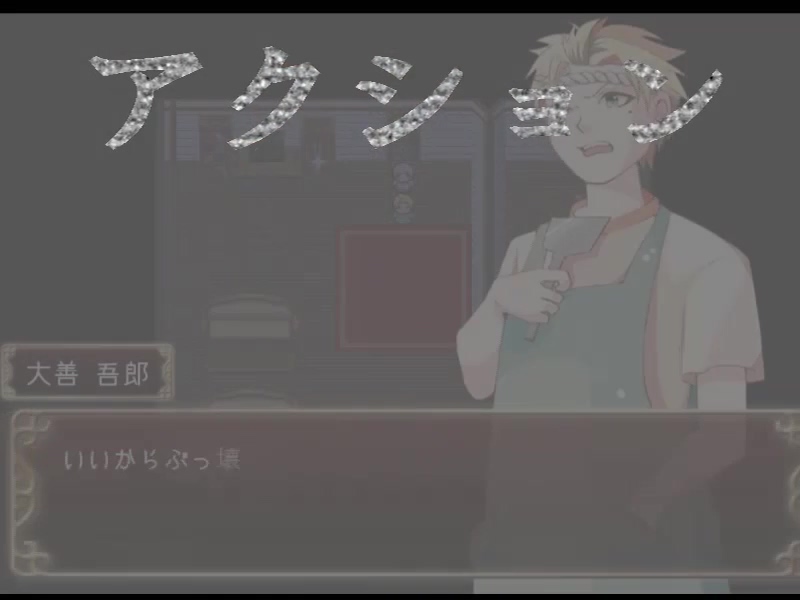 アクション
大善 吾郎
いいからぶっ壊